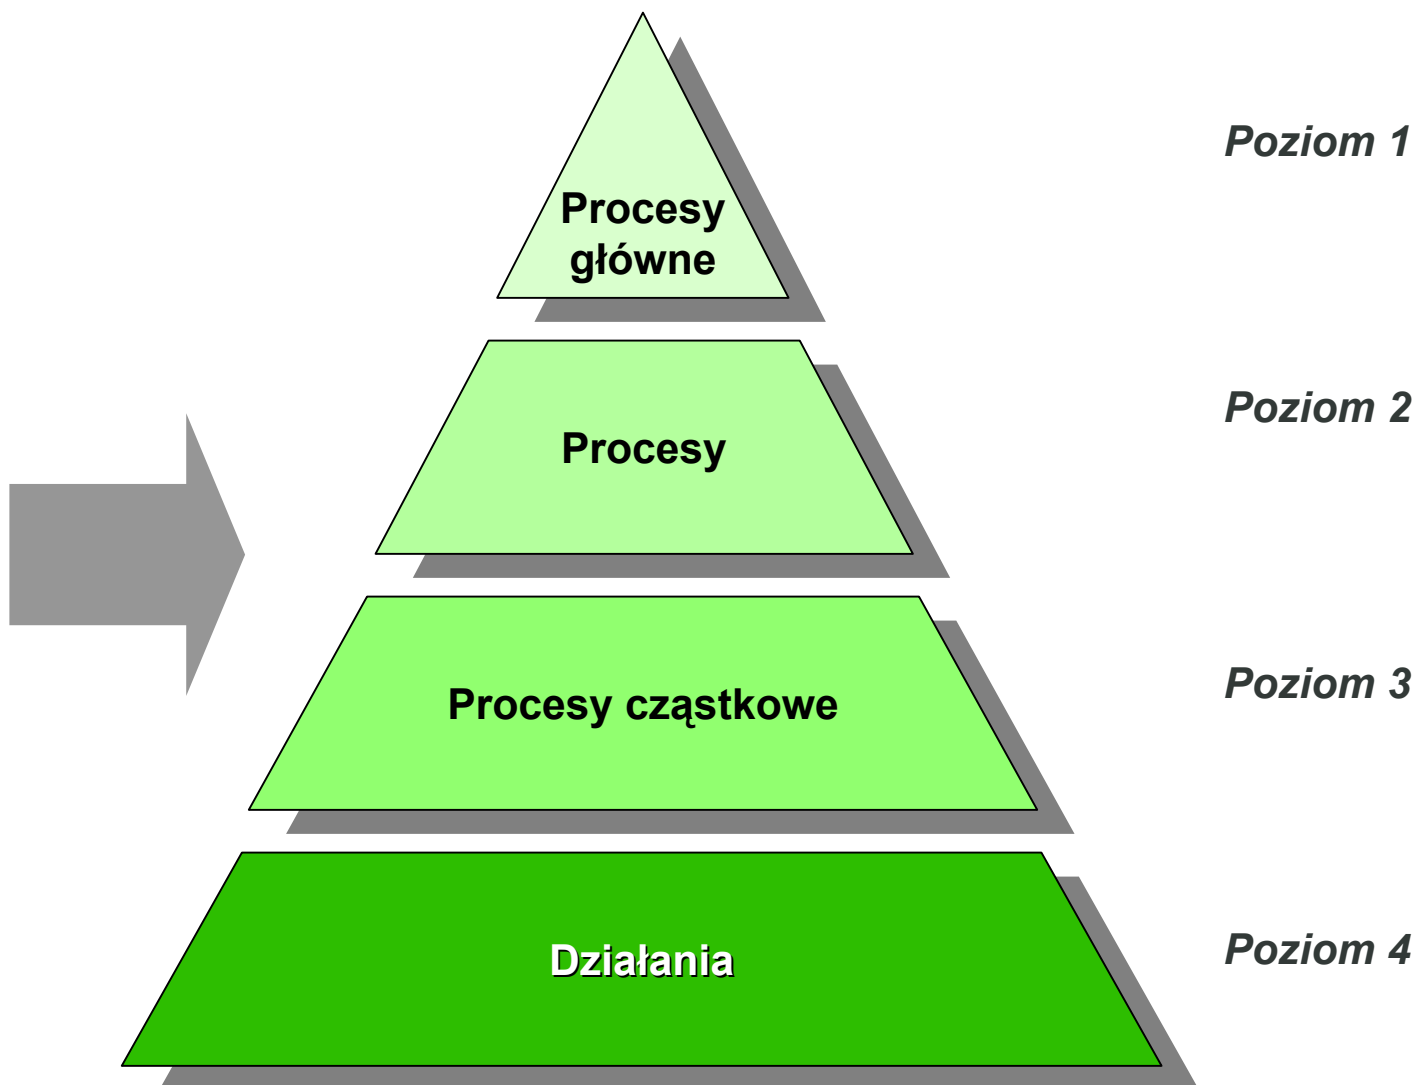 Poziom 1
Procesy
główne
Poziom 2
Procesy
Poziom 3
Procesy cząstkowe
Poziom 4
Działania